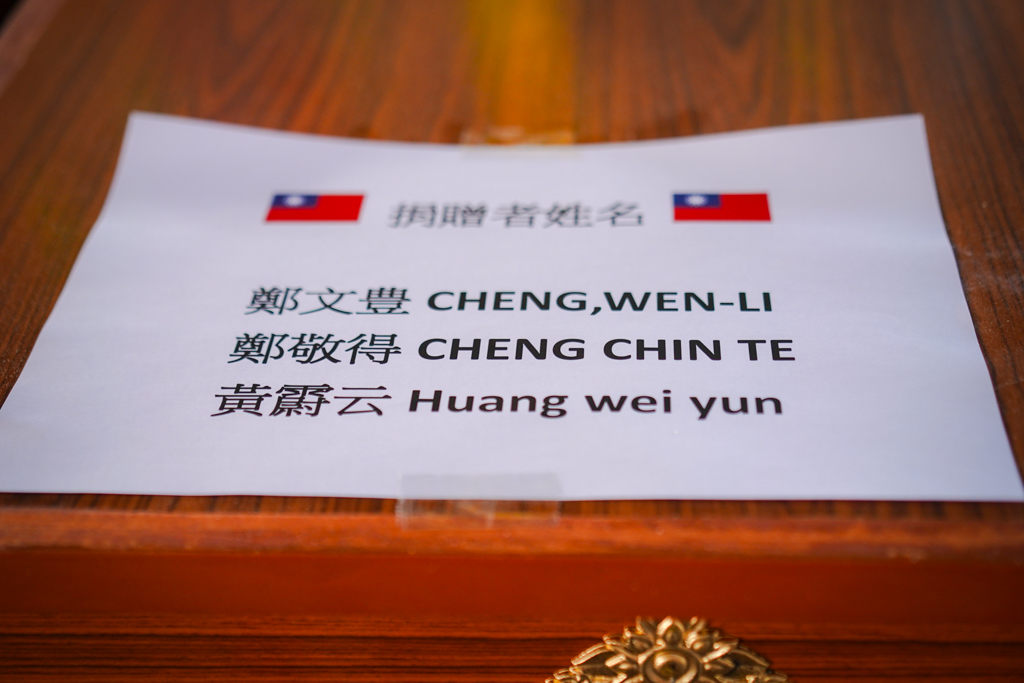 捐贈者姓名
鄭文豊 CHENG,WEN-LI
鄭敬得 CHENG CHIN TE
黃霨云 Huang wei yun